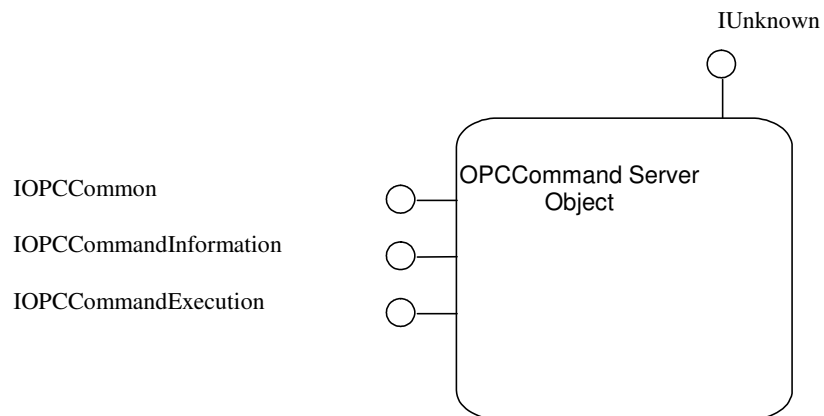 IUnknown
OPCCommand Server
Object
IOPCCommon
IOPCCommandInformation
IOPCCommandExecution